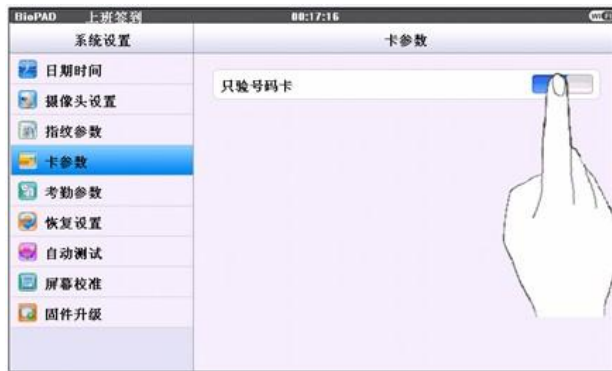 BioPAD 上班签到 00:17:16
系统设置 卡参数
日期时间
只验号码卡
摄像头设置
指纹参数
卡参数
考勤参数
恢复设置
自动测试
屏幕校准
固件升级